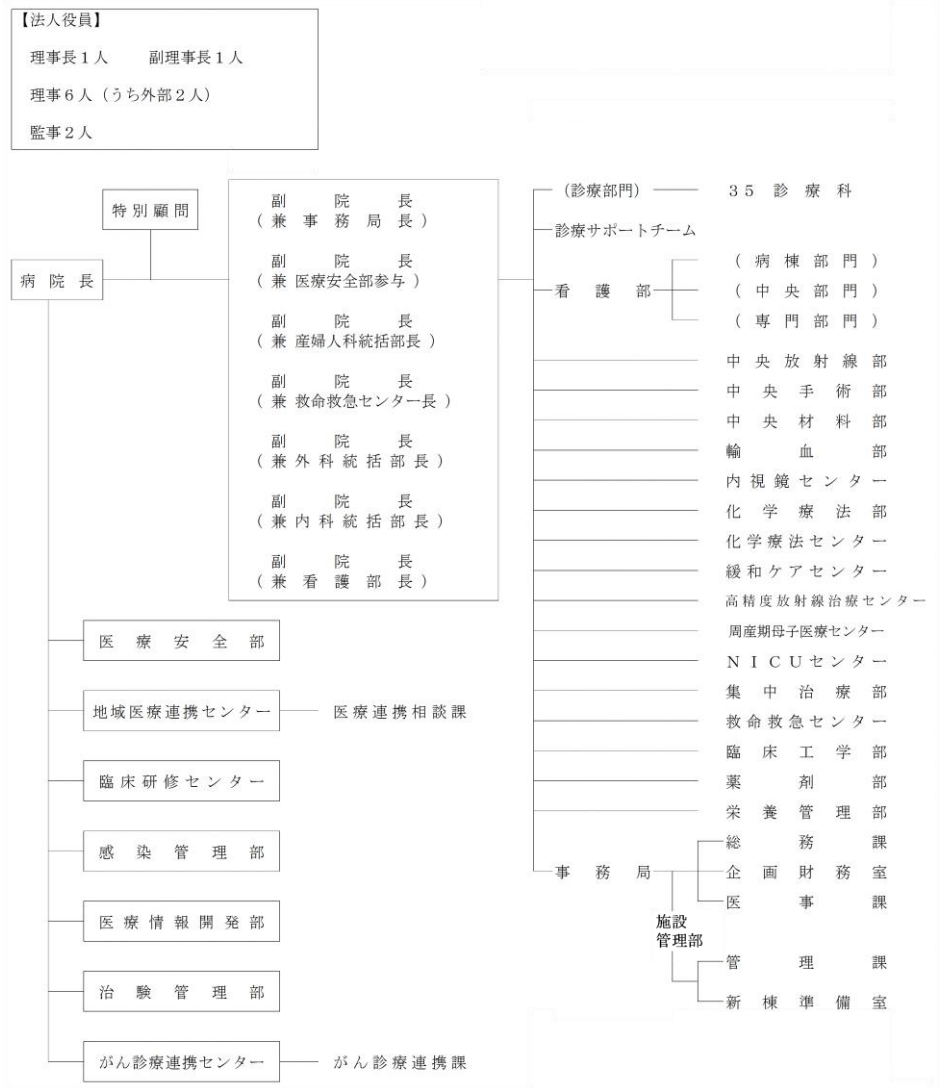 【法人役員】
理事長1人 副理事長1人
理事6人（うち外部2人）
監事2人
特別顧問
病院長
副院長
（兼事務局長）
副院長
（兼医療安全部参与）
副院長
（兼産婦人科統括部長）
副院長
（兼救命救急センター長）
副院長
（兼外科統括部長）
副院長
（兼内科統括部長）
副院長
（兼看護部長）
医療安全部
地域医療連携センター 医療連携相談課
臨床研修センター
感染管理部
医療情報開発部
治験管理部
がん診療連携センター がん診療連携課
（診療部門） 35診療科
診療サポートチーム
看護部
（病棟部門）
（中央部門）
（専門部門）
中央放射線部
中央手術部
中央材料部
輸血部
内視鏡センター
化学療法部
化学療法センター
緩和ケアセンター
高精度放射線治療センター
周産期母子医療センター
NICUセンター
集中治療部
救命救急センター
臨床工学部
薬剤部
栄養管理部
事務局
総務課
企画財務室
医事課
施設
管理部
管理課
新棟準備室